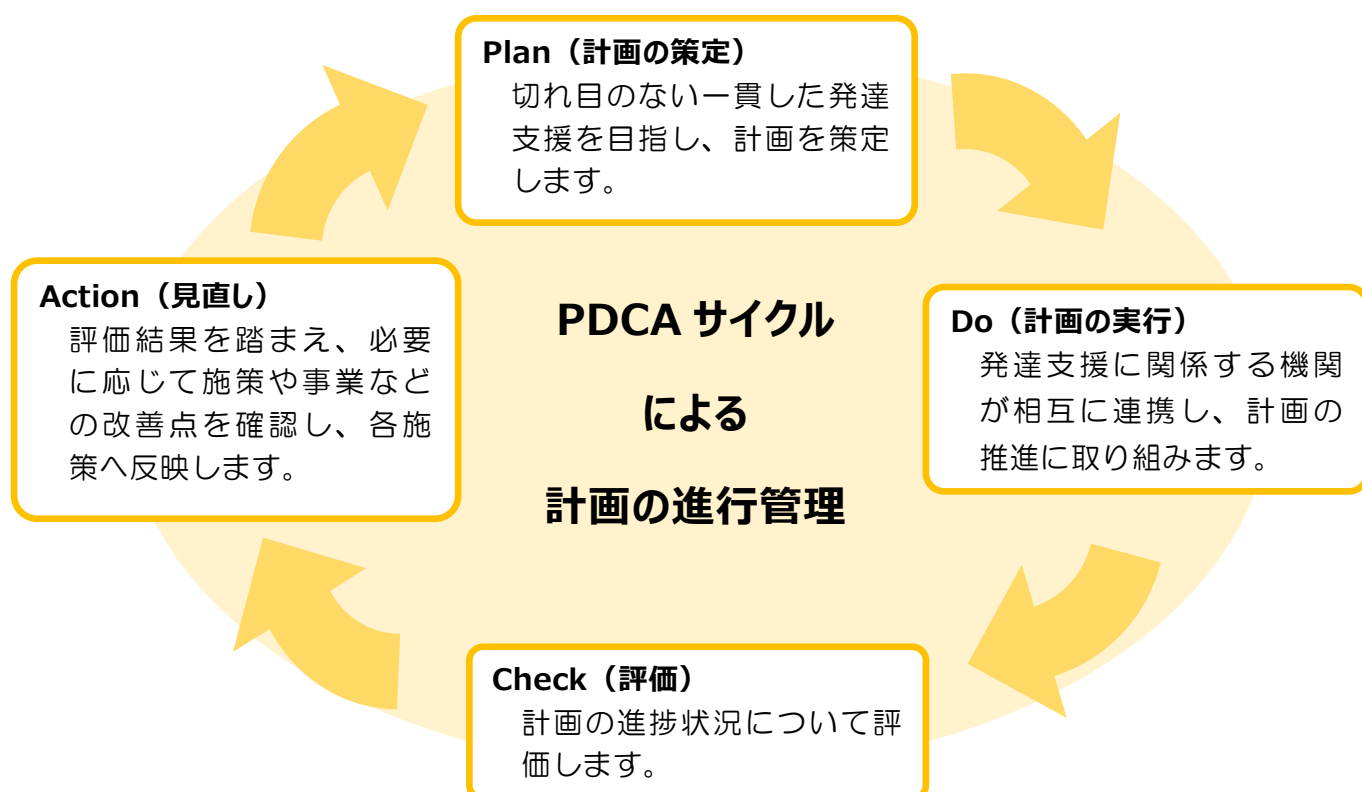 Plan（計画の策定）
切れ目のない一貫した発達
支援を目指し、計画を策定
します。
PDCA サイクル
による
計画の進行管理
Do（計画の実行）
発達支援に関係する機関
が相互に連携し、計画の
推進に取り組みます。
Check（評価）
計画の進捗状況について評
価します。
Action（見直し）
評価結果を踏まえ、必要
に応じて施策や事業など
の改善点を確認し、各施
策へ反映します。